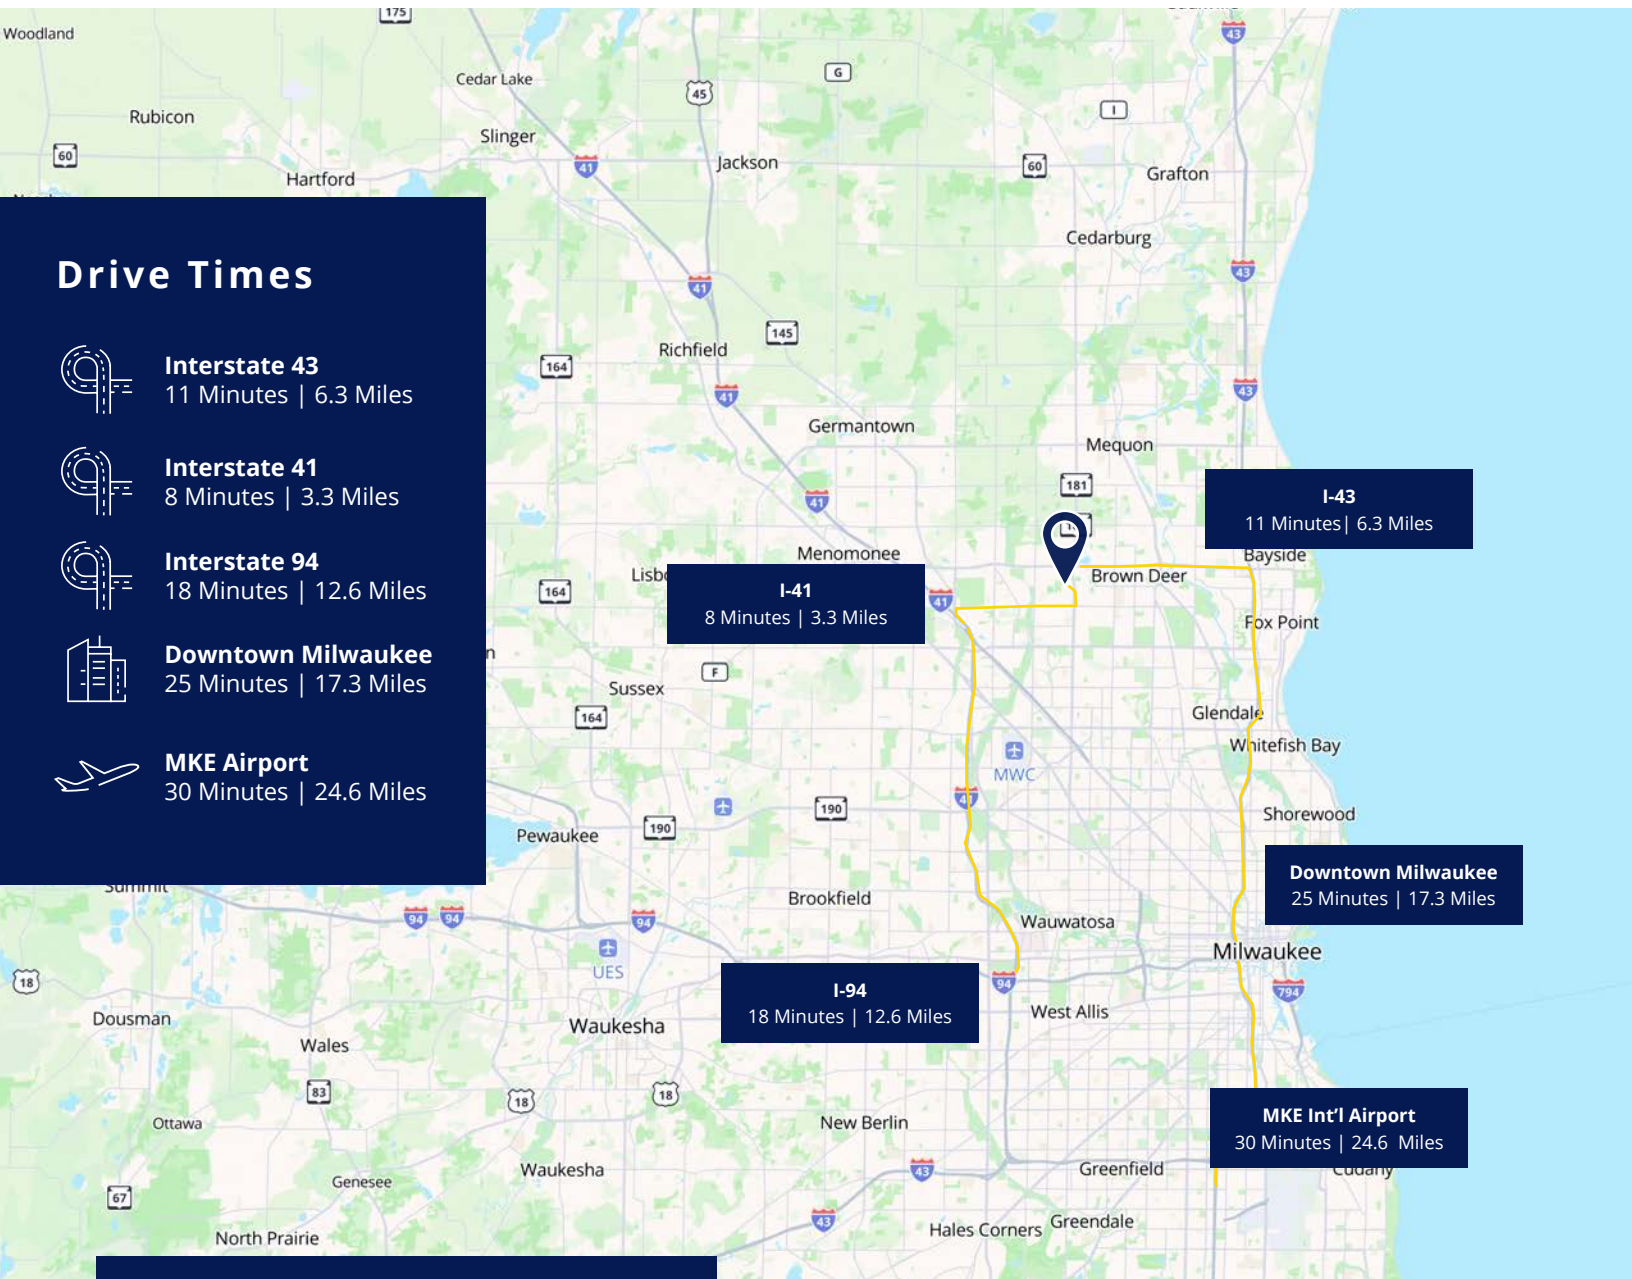 175
Woodland
43
Cedar Lake
G
45
I
Rubicon
Slinger
60
41
Jackson
60
Grafton
Hartford
Cedarburg
Drive Times
43
41
145
Richfield
164
Interstate 43
11 Minutes | 6.3 Miles
41
43
Germantown
Mequon
Interstate 41
8 Minutes | 3.3 Miles
181
41
I-43
11 Minutes| 6.3 Miles
Menomonee
Bayside
Interstate 94
18 Minutes | 12.6 Miles
Brown Deer
164
I-41
8 Minutes | 3.3 Miles
41
Fox Point
Downtown Milwaukee
25 Minutes | 17.3 Miles
F
Sussex
164
Glendale
Whitefish Bay
MWC
MKE Airport
30 Minutes | 24.6 Miles
41
190
190
Shorewood
Pewaukee
Summit
Brookfield
Downtown Milwaukee
25 Minutes | 17.3 Miles
94
94
94
Wauwatosa
Milwaukee
UES
18
94
794
I-94
18 Minutes | 12.6 Miles
Dousman
Waukesha
West Allis
Wales
83
18
18
Ottawa
New Berlin
MKE Int'l Airport
30 Minutes | 24.6 Miles
Waukesha
43
Greenfield
Cudahy
Genesee
67
43
Hales Corners
Greendale
North Prairie